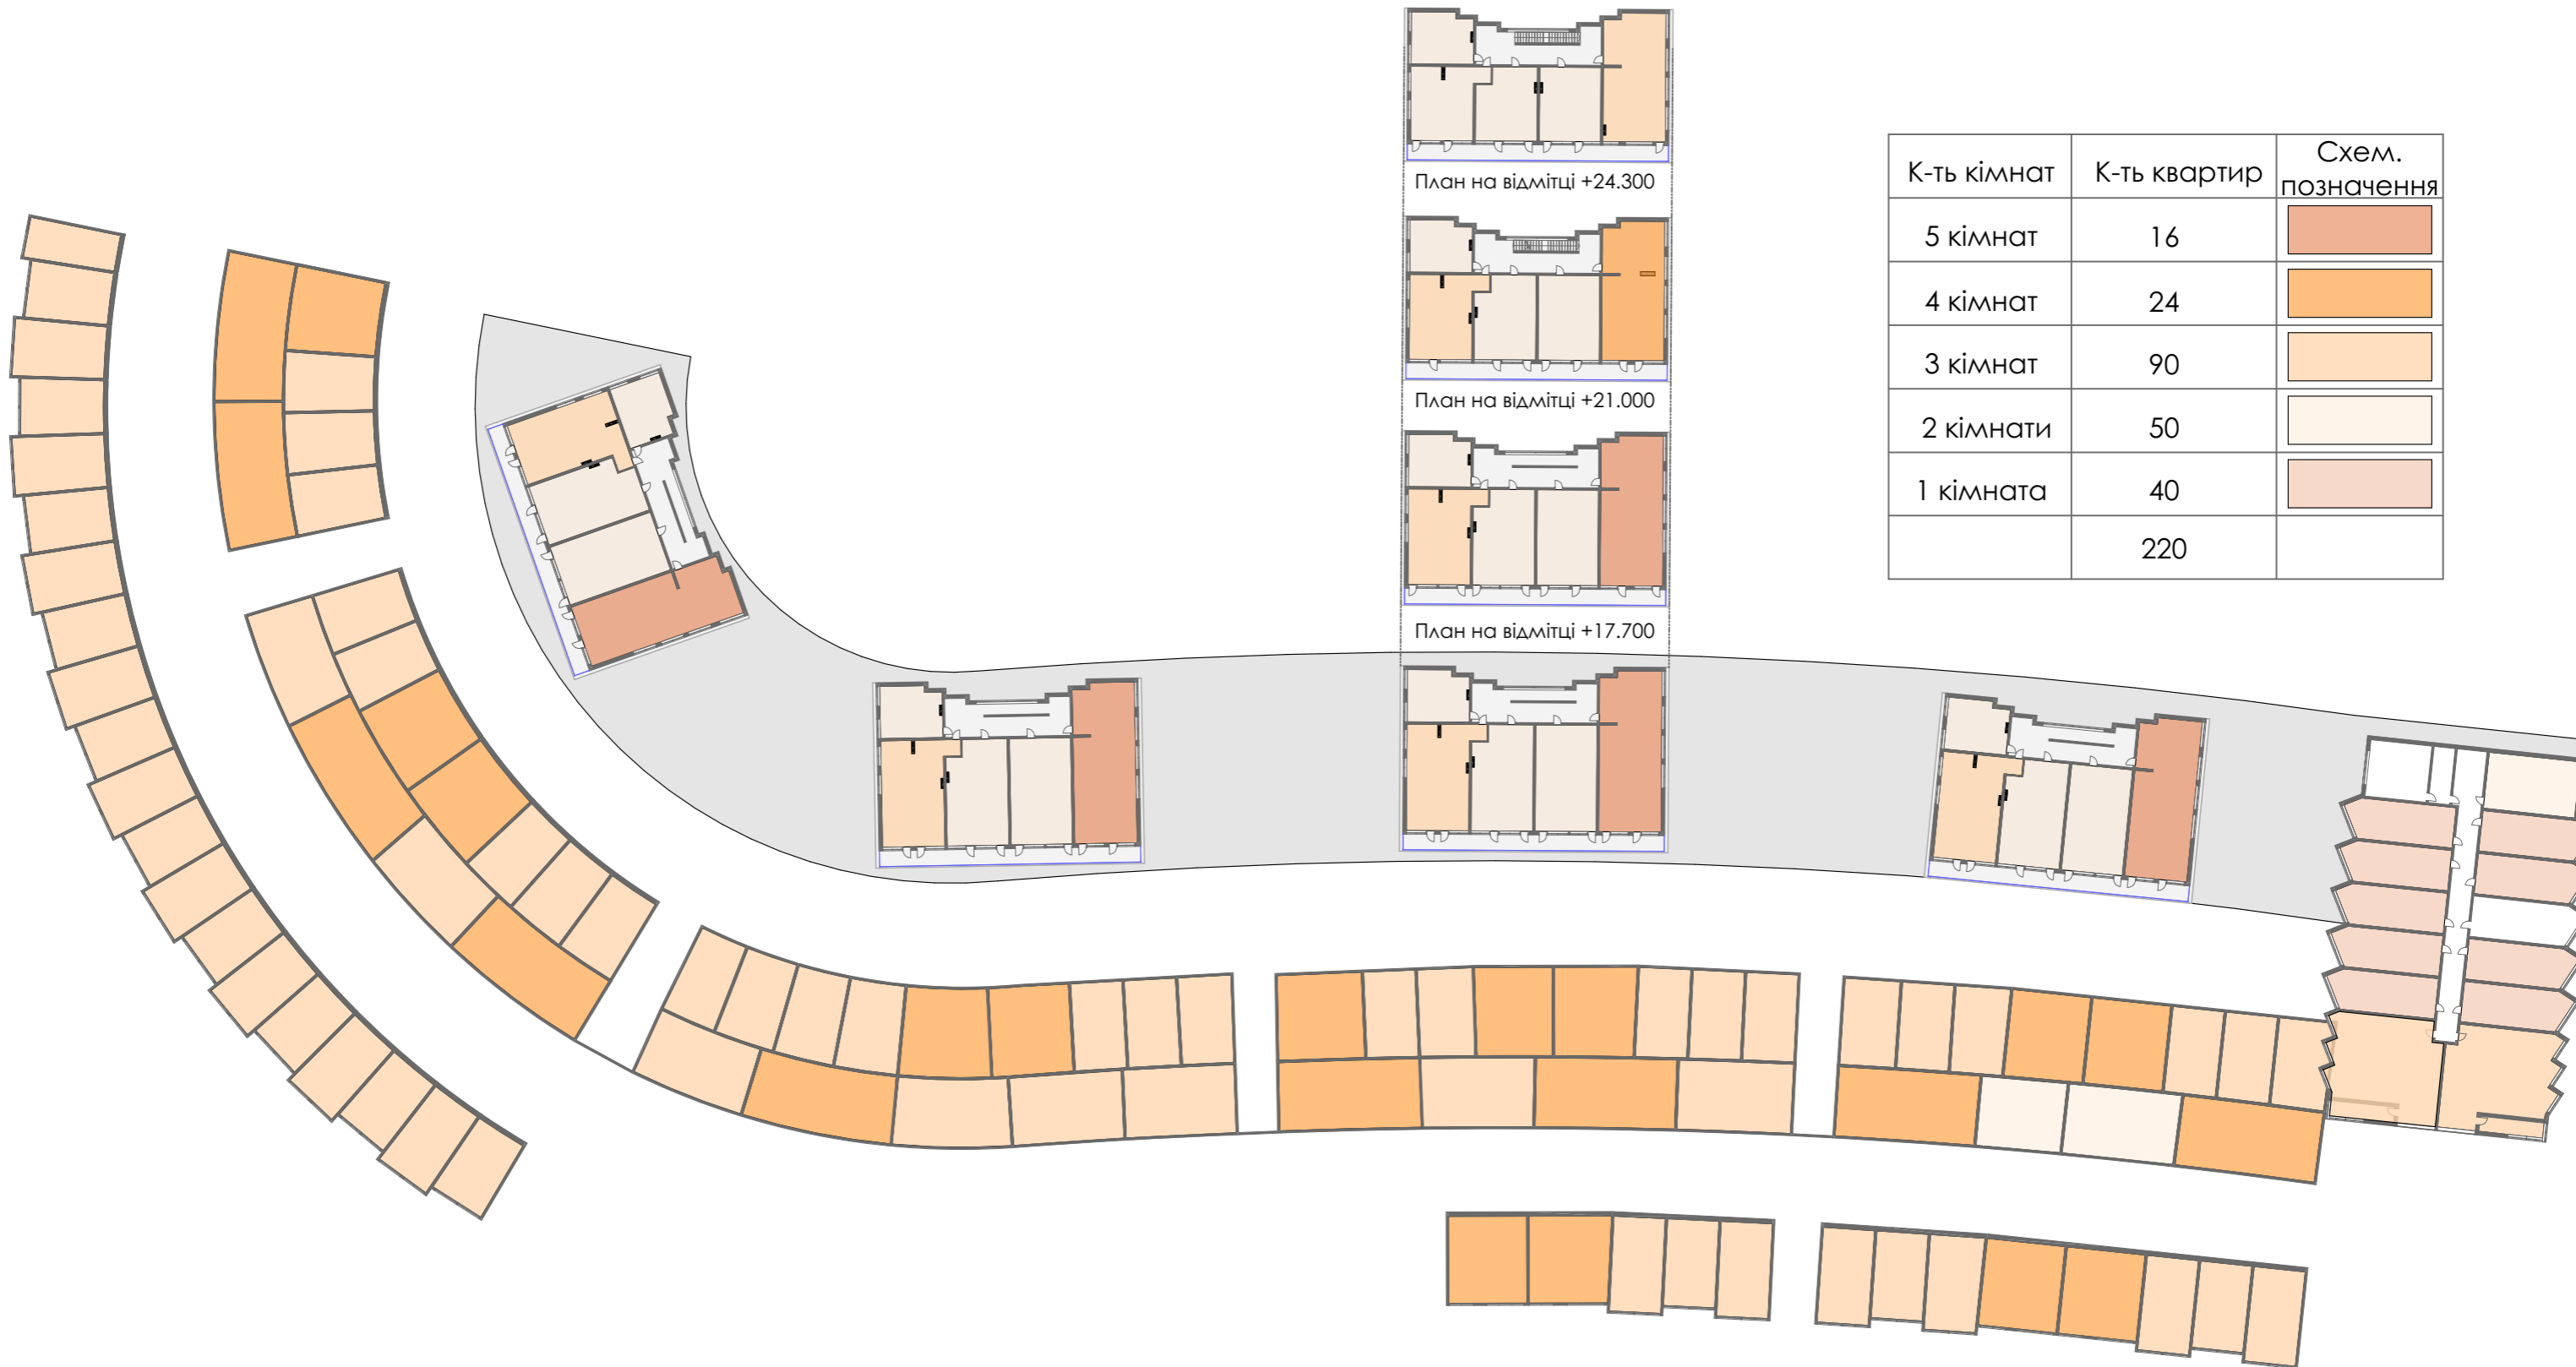 План на відмітці +24.300
План на відмітці +21.000
План на відмітці +17.700
К-ть кімнат К-ть квартир Схем. позначення
5 кімнат 16
4 кімнат 24
3 кімнат 90
2 кімнати 50
1 кімната 40
220